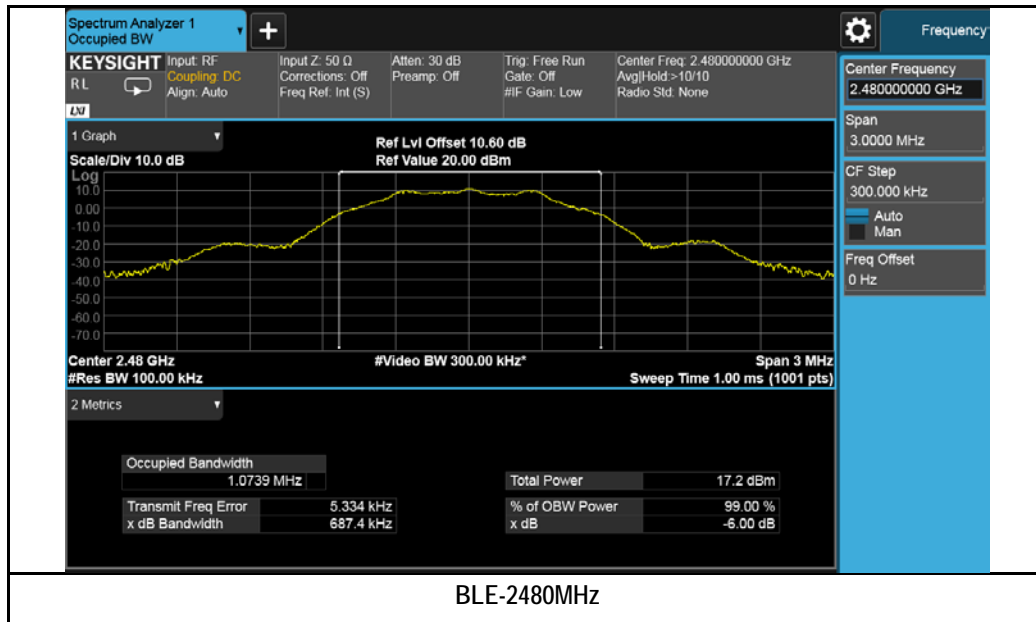 Spectrum Analyzer 1
Occupied BW
+
Frequency
KEYSIGHT
RL
LXI
Input: RF
Coupling: DC
Align: Auto
Input Z: 50 Ω
Corrections: Off
Freq Ref: Int (S)
Atten: 30 dB
Preamp: Off
Trig: Free Run
Gate: Off
#IF Gain: Low
Center Freq: 2.480000000 GHz
Avg|Hold:>10/10
Radio Std: None
Center Frequency
2.480000000 GHz
Span
3.0000 MHz
CF Step
300.000 kHz
Auto
Man
Freq Offset
0 Hz
1 Graph
Scale/Div 10.0 dB
Ref Lvl Offset 10.60 dB
Ref Value 20.00 dBm
Log
10.0
0.00
-10.0
-20.0
-30.0
-40.0
-50.0
-60.0
-70.0
Center 2.48 GHz
#Video BW 300.00 kHz*
Span 3 MHz
#Res BW 100.00 kHz
Sweep Time 1.00 ms (1001 pts)
2 Metrics
Occupied Bandwidth
1.0739 MHz
Total Power 17.2 dBm
Transmit Freq Error 5.334 kHz
% of OBW Power 99.00 %
x dB Bandwidth 687.4 kHz
x dB -6.00 dB
BLE-2480MHz